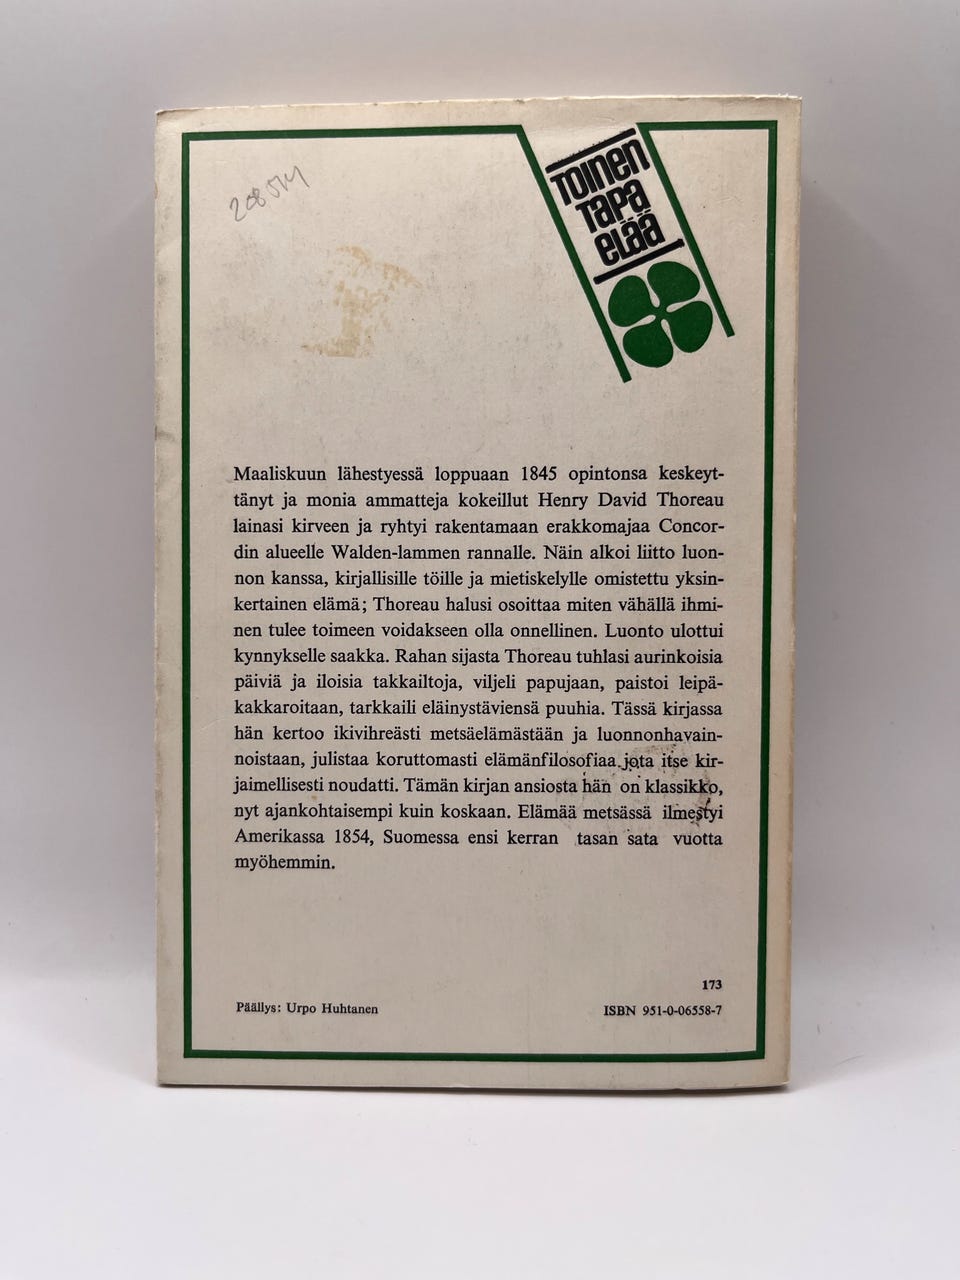 208014
TOINEN
TAPA
ELÄÄ
Maaliskuun lähestyessä loppuaan 1845 opintonsa keskeyt-
tänyt ja monia ammatteja kokeillut Henry David Thoreau
lainasi kirveen ja ryhtyi rakentamaan erakkomajaa Concor-
din alueelle Walden-lammen rannalle. Näin alkoi liitto luon-
non kanssa, kirjallisille töille ja mietiskelylle omistettu yksin-
kertainen elämä; Thoreau halusi osoittaa miten vähällä ihmi-
nen tulee toimeen voidakseen olla onnellinen. Luonto ulottui
kynnykselle saakka. Rahan sijasta Thoreau tuhlasi aurinkoisia
päiviä ja iloisia takkailtoja, viljeli papujaan, paistoi leipä-
kakkaroitaan, tarkkaili eläinystäviensä puuhia. Tässä kirjassa
hän kertoo ikivihreästi metsäelämästään ja luonnonhavain-
noistaan, julistaa koruttomasti elämänfilosofiaa jota itse kir-
jaimellisesti noudatti. Tämän kirjan ansiosta hän on klassikko,
nyt ajankohtaisempi kuin koskaan. Elämää metsässä ilmestyi
Amerikassa 1854, Suomessa ensi kerran tasan sata vuotta
myöhemmin.
173
Päällys: Urpo Huhtanen ISBN 951-0-06558-7